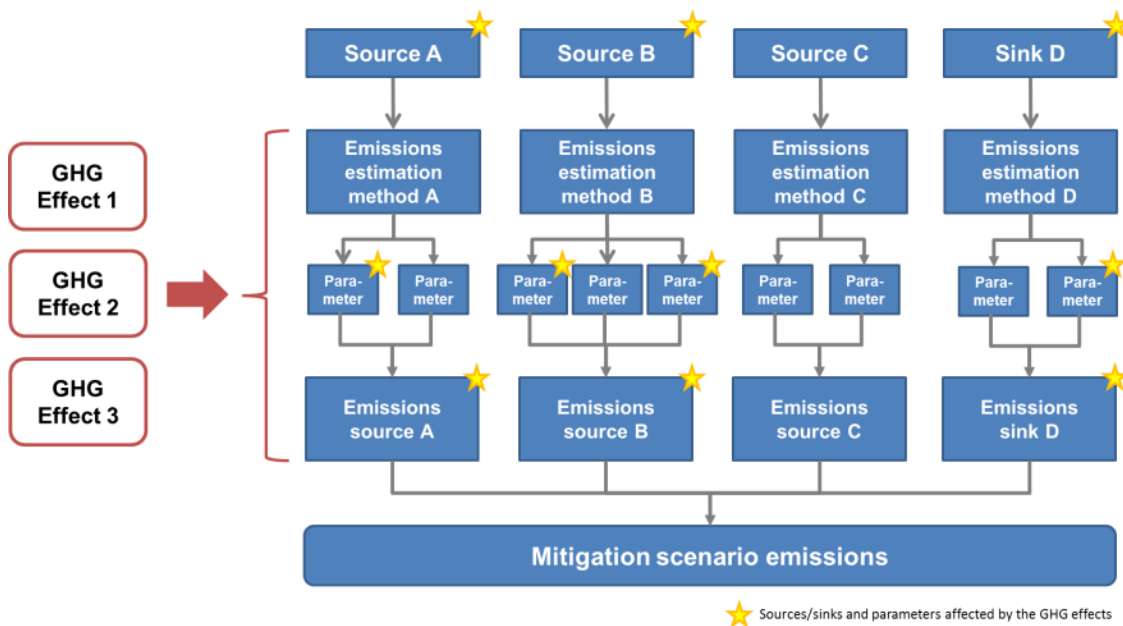 Source A
Source B
Source C
Sink D
GHG
Effect 1
GHG
Effect 2
GHG
Effect 3
Emissions
estimation
method A
Emissions
estimation
method B
Emissions
estimation
method C
Emissions
estimation
method D
Para-
meter
Para-
meter
Para-
meter
Para-
meter
Para-
meter
Para-
meter
Para-
meter
Para-
meter
Para-
meter
Emissions
source A
Emissions
source B
Emissions
source C
Emissions
sink D
Mitigation scenario emissions
Sources/sinks and parameters affected by the GHG effects